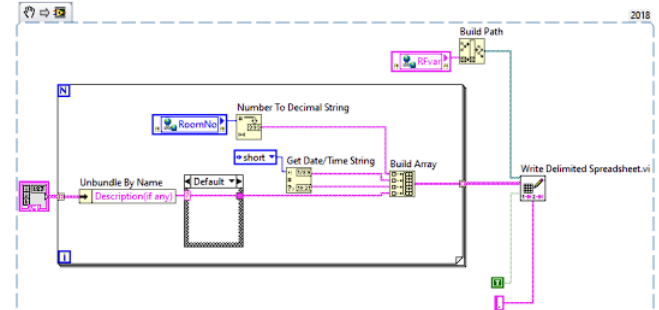 2018
Build Path
RFvar
N
Number To Decimal String
RoomNo
short
Get Date/Time String
Build Array
Write Delimited Spreadsheet.vi
Unbundle By Name
Default
Description(if any)
i
T
,